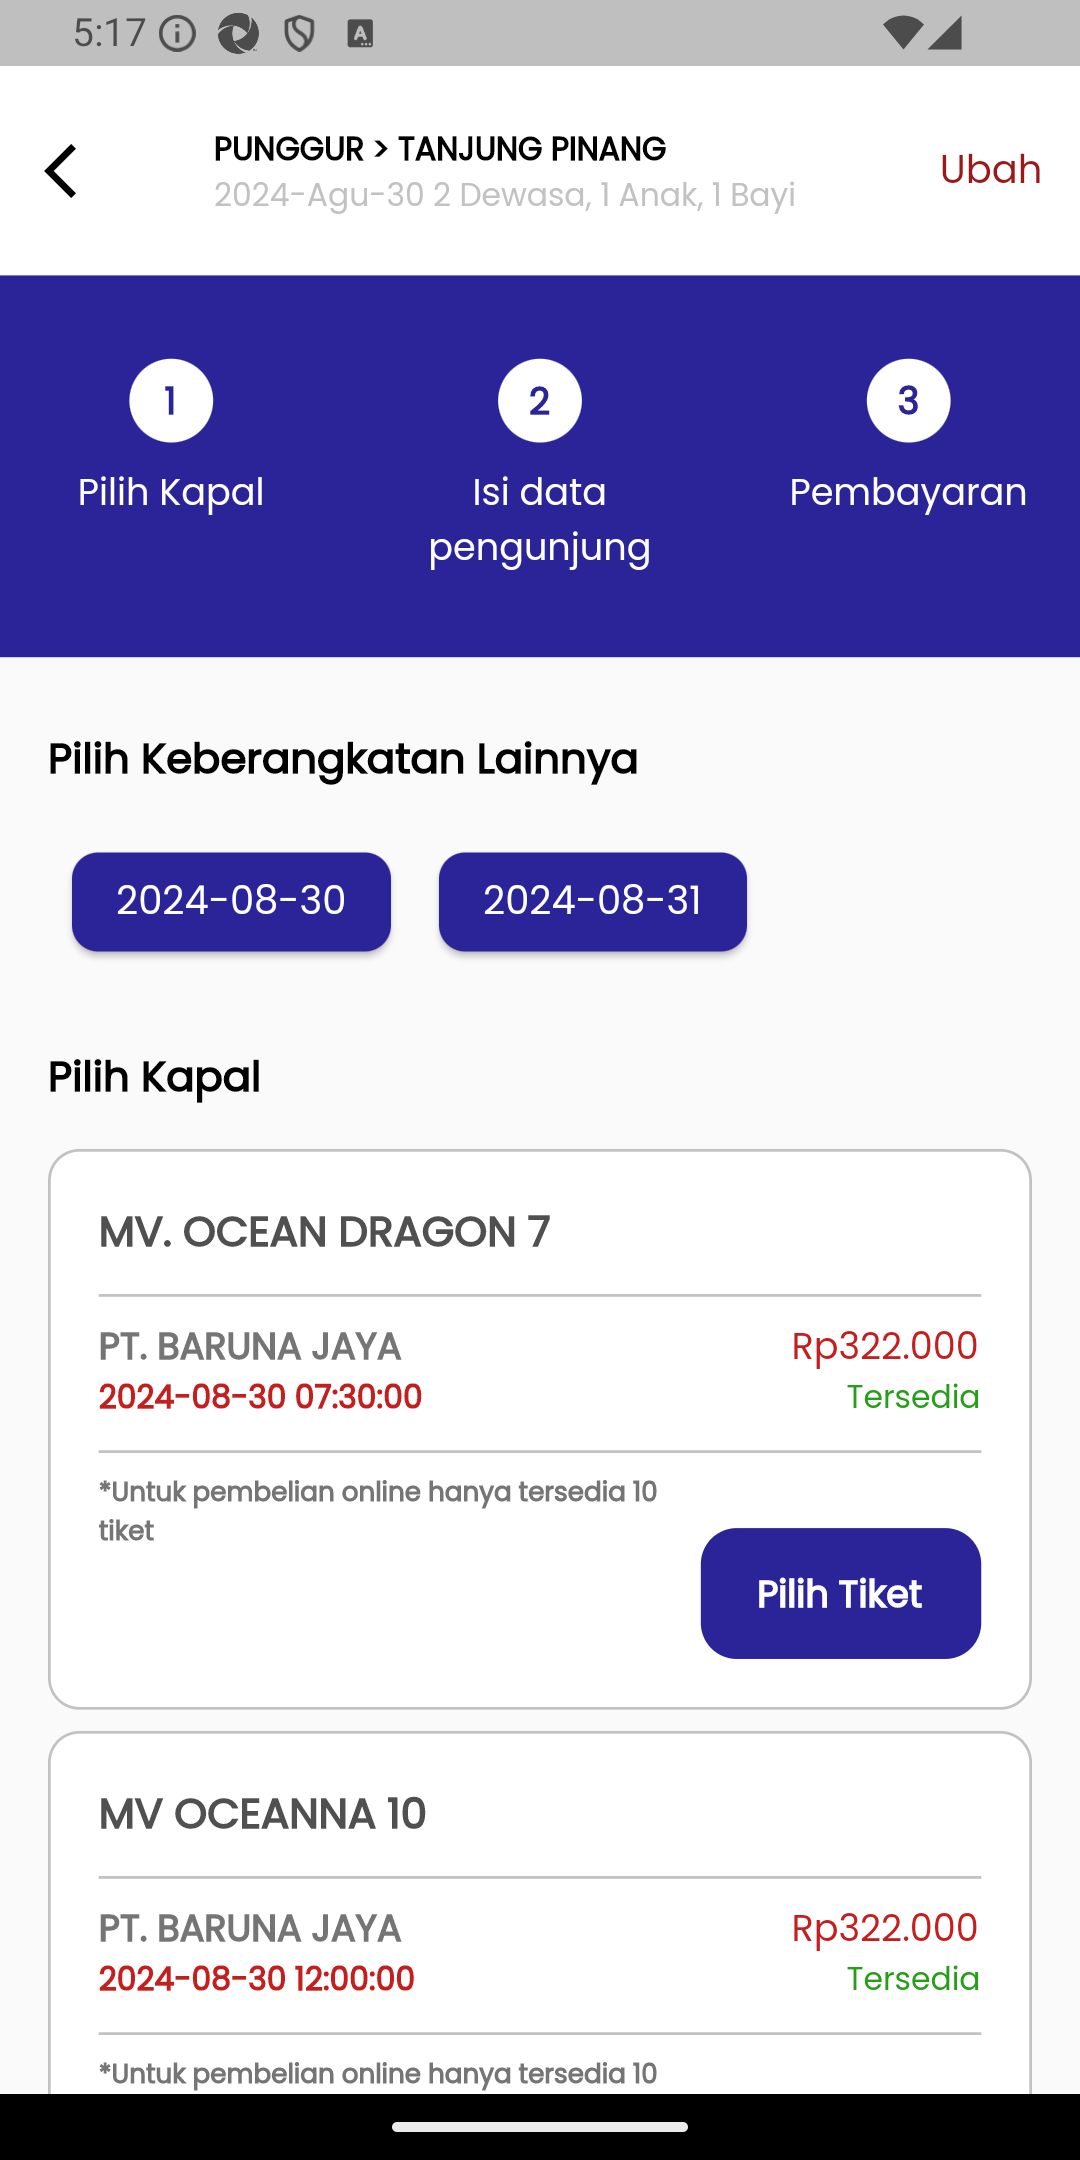 5:17
PUNGGUR > TANJUNG PINANG
2024-Agu-30 2 Dewasa, 1 Anak, 1 Bayi
Ubah
1
Pilih Kapal
2
Isi data
pengunjung
3
Pembayaran
Pilih Keberangkatan Lainnya
2024-08-30
2024-08-31
Pilih Kapal
MV. OCEAN DRAGON 7
PT. BARUNA JAYA
Rp322.000
2024-08-30 07:30:00
Tersedia
*Untuk pembelian online hanya tersedia 10
tiket
Pilih Tiket
MV OCEANNA 10
PT. BARUNA JAYA
Rp322.000
2024-08-30 12:00:00
Tersedia
*Untuk pembelian online hanya tersedia 10